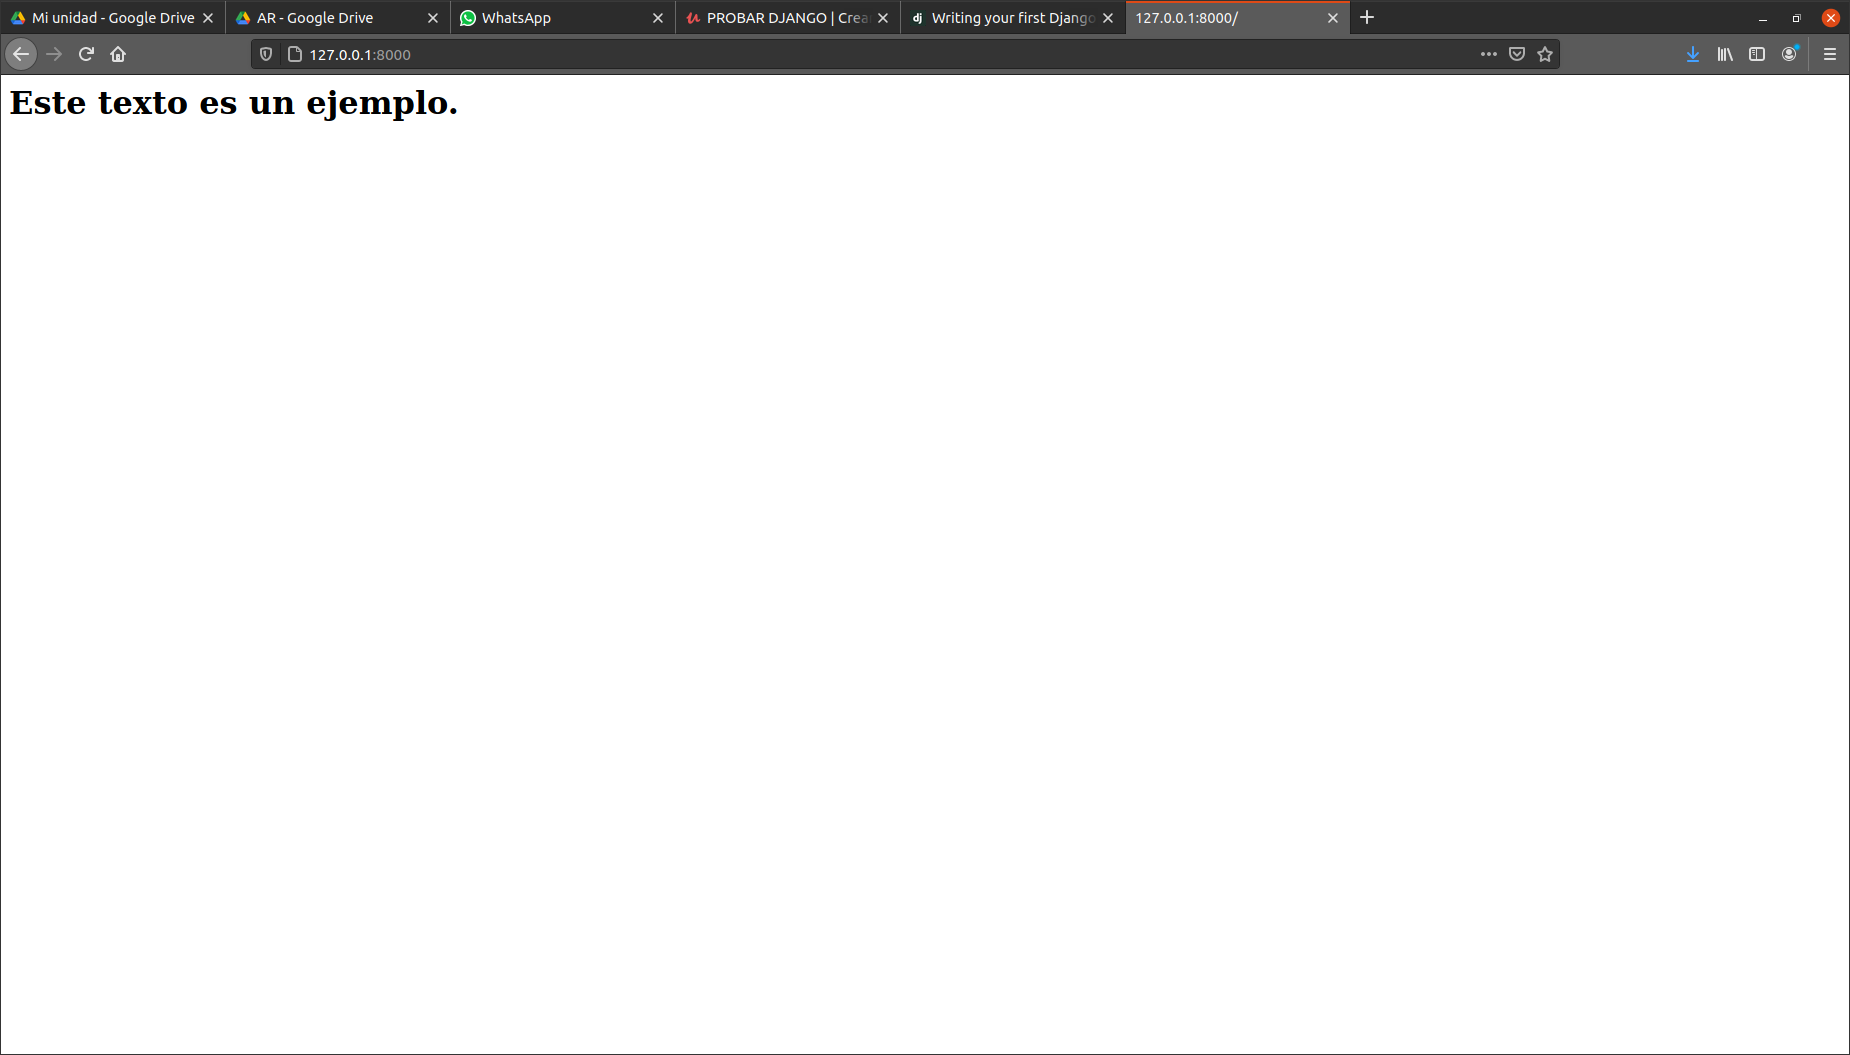 Mi unidad - Google Drive
AR - Google Drive
WhatsApp
PROBAR DJANGO | Crea
dj Writing your first Django
127.0.0.1:8000/
127.0.0.1:8000
Este texto es un ejemplo.